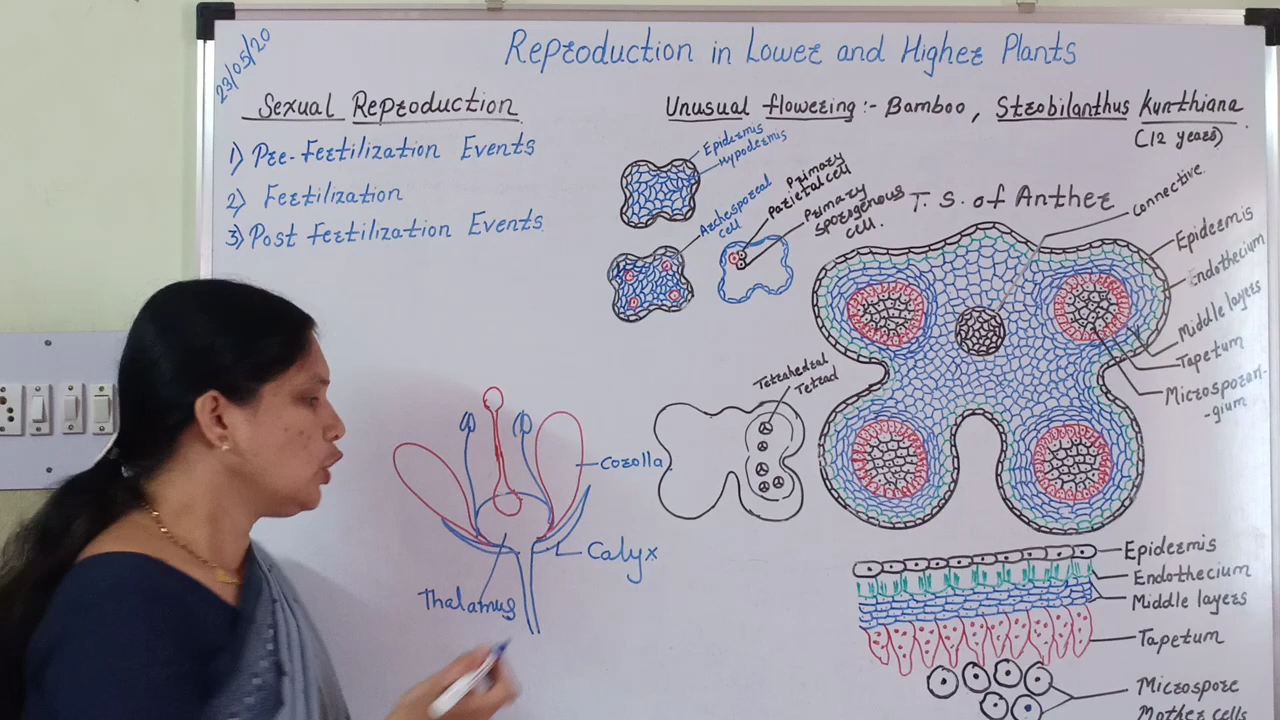 23/05/20
Reproduction in Lower and Higher Plants
Sexual Reproduction
1) Pre-Fertilization Events
2) Fertilization
3) Post Fertilization Events
Unusual flowering :- Bamboo, Strobilanthus Kunthiana
(12 years)
Epidermis
Hypodermis
Archesporeal
cell
Primary
Parietal cell
Primary
Sporogenous
cell.
T. S. of Anther
Connective.
Epidermis
Endothecium
Middle layers
Tapetum
Microsporan-
-gium
Tetrahedral
Tetrad
Corolla
Calyx
Thalamus
Epidermis
Endothecium
Middle layers
Tapetum
Microspore
Mother cells